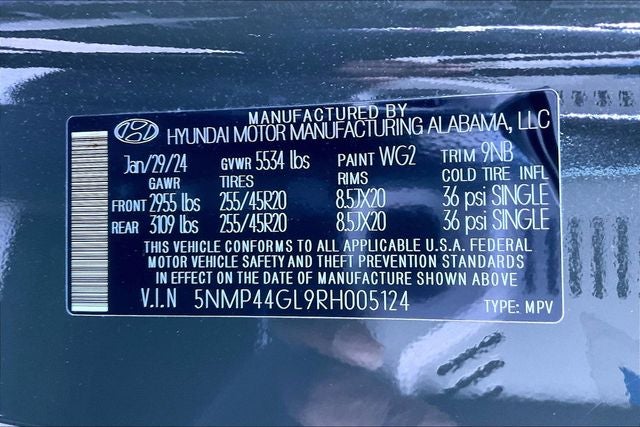 MANUFACTURED BY
HYUNDAI MOTOR MANUFACTURING ALABAMA, LLC
Jan/29/24 GVWR 5534 lbs PAINT WG2 TRIM 9NB
GAWR TIRES RIMS COLD TIRE INFL
FRONT 2955 lbs 255/45R20 8.5JX20 36 psi SINGLE
REAR 3109 lbs 255/45R20 8.5JX20 36 psi SINGLE
THIS VEHICLE CONFORMS TO ALL APPLICABLE U.S.A. FEDERAL
MOTOR VEHICLE SAFETY AND THEFT PREVENTION STANDARDS
IN EFFECT ON THE DATE OF MANUFACTURE SHOWN ABOVE.
V.I.N 5NMP44GL9RH005124 TYPE: MPV